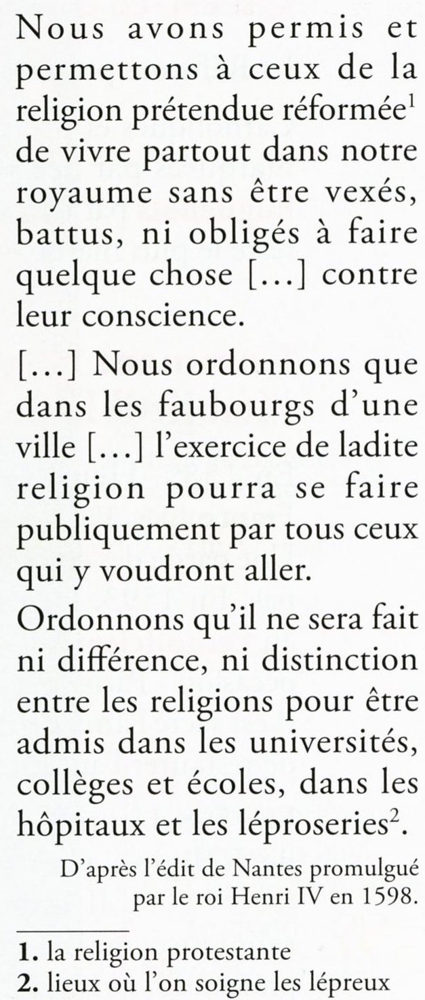 Nous avons permis et
permettons à ceux de la
religion prétendue réformée¹
de vivre partout dans notre
royaume sans être vexés,
battus, ni obligés à faire
quelque chose [...] contre
leur conscience.
[...] Nous ordonnons que
dans les faubourgs d'une
ville [...] l'exercice de ladite
religion pourra se faire
publiquement par tous ceux
qui y voudront aller.
Ordonnons qu'il ne sera fait
ni différence, ni distinction
entre les religions pour être
admis dans les universités,
collèges et écoles, dans les
hôpitaux et les léproseries².
D'après l'édit de Nantes promulgué
par le roi Henri IV en 1598.
1. la religion protestante
2. lieux où l'on soigne les lépreux